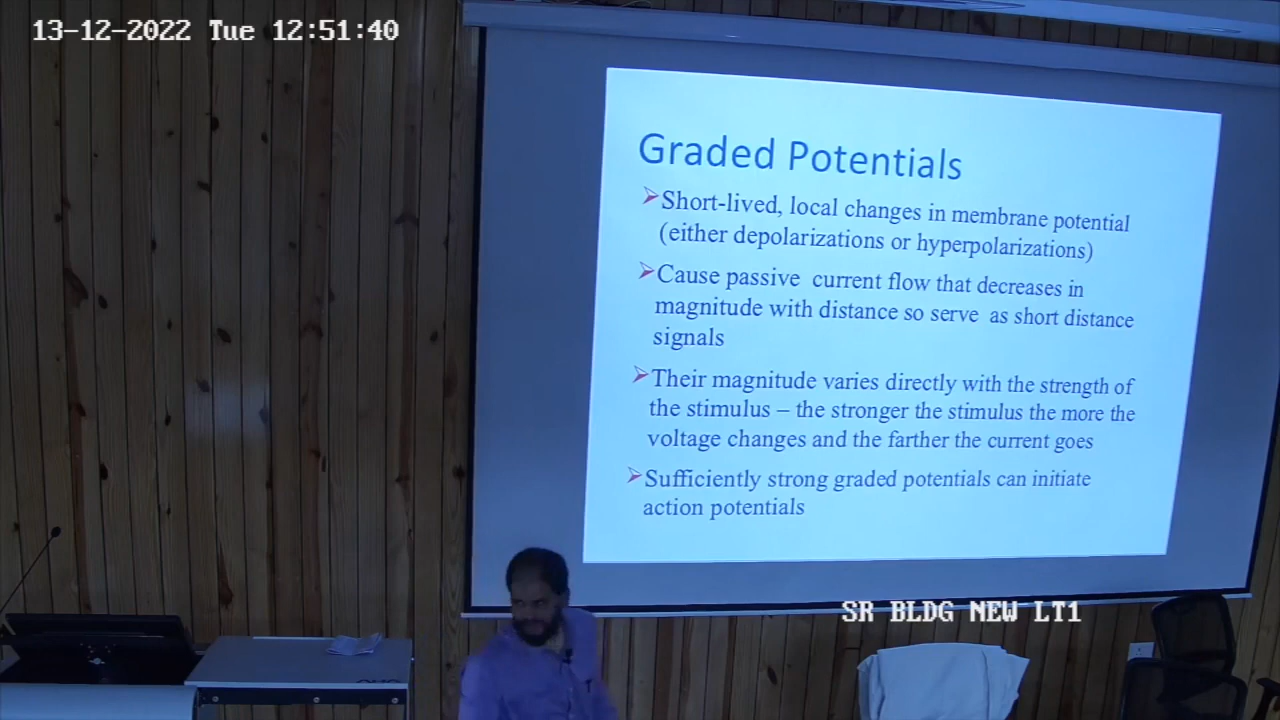 13-12-2022 Tue 12:51:40
Graded Potentials
Short-lived, local changes in membrane potential
(either depolarizations or hyperpolarizations)
Cause passive current flow that decreases in
magnitude with distance so serve as short distance
signals
Their magnitude varies directly with the strength of
the stimulus – the stronger the stimulus the more the
voltage changes and the farther the current goes
Sufficiently strong graded potentials can initiate
action potentials
SR BLDG NEW LT1